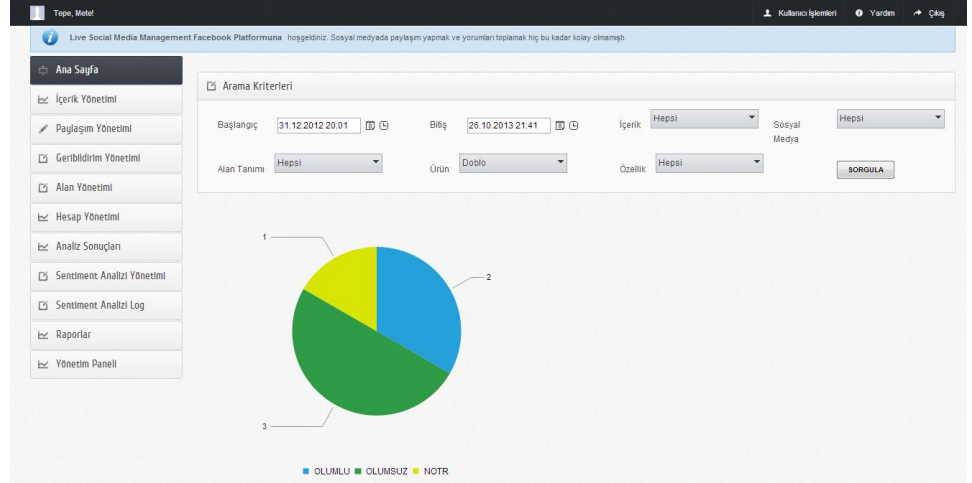 Tepe, Mete!
Kullanıcı İşlemleri Yardım Çıkış
Live Social Media Management Facebook Platformuna hoşgeldiniz. Sosyal medyada paylaşım yapmak ve yorumları toplamak hiç bu kadar kolay olmamıştı.
Ana Sayfa
İçerik Yönetimi
Paylaşım Yönetimi
Geribildirim Yönetimi
Alan Yönetimi
Hesap Yönetimi
Analiz Sonuçları
Sentiment Analizi Yönetimi
Sentiment Analizi Log
Raporlar
Yönetim Paneli
Arama Kriterleri
Başlangıç 31.12.2012 20:01 Bitiş 26.10.2013 21:41 İçerik Hepsi Sosyal Medya Hepsi
Alan Tanımı Hepsi Ürün Doblo Özellik Hepsi SORGULA
1
2
3
OLUMLU OLUMSUZ NOTR